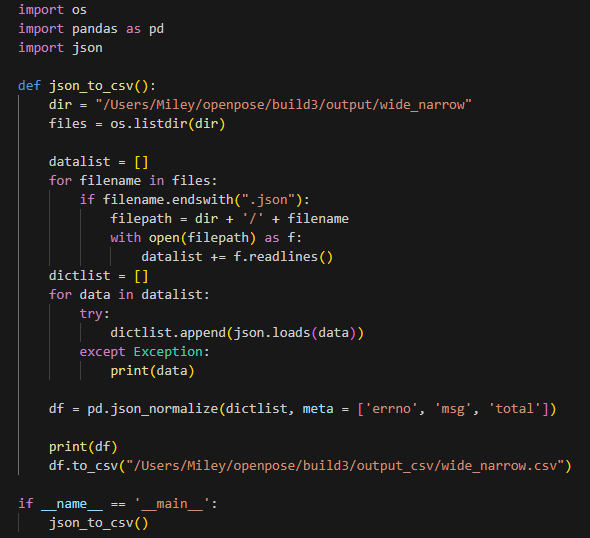 import os
import pandas as pd
import json

def json_to_csv():
    dir = "/Users/Miley/openpose/build3/output/wide_narrow"
    files = os.listdir(dir)

    datalist = []
    for filename in files:
        if filename.endswith(".json"):
            filepath = dir + '/' + filename
            with open(filepath) as f:
                datalist += f.readlines()
    dictlist = []
    for data in datalist:
        try:
            dictlist.append(json.loads(data))
        except Exception:
            print(data)

    df = pd.json_normalize(dictlist, meta = ['errno', 'msg', 'total'])

    print(df)
    df.to_csv("/Users/Miley/openpose/build3/output_csv/wide_narrow.csv")

if __name__ == '__main__':
    json_to_csv()